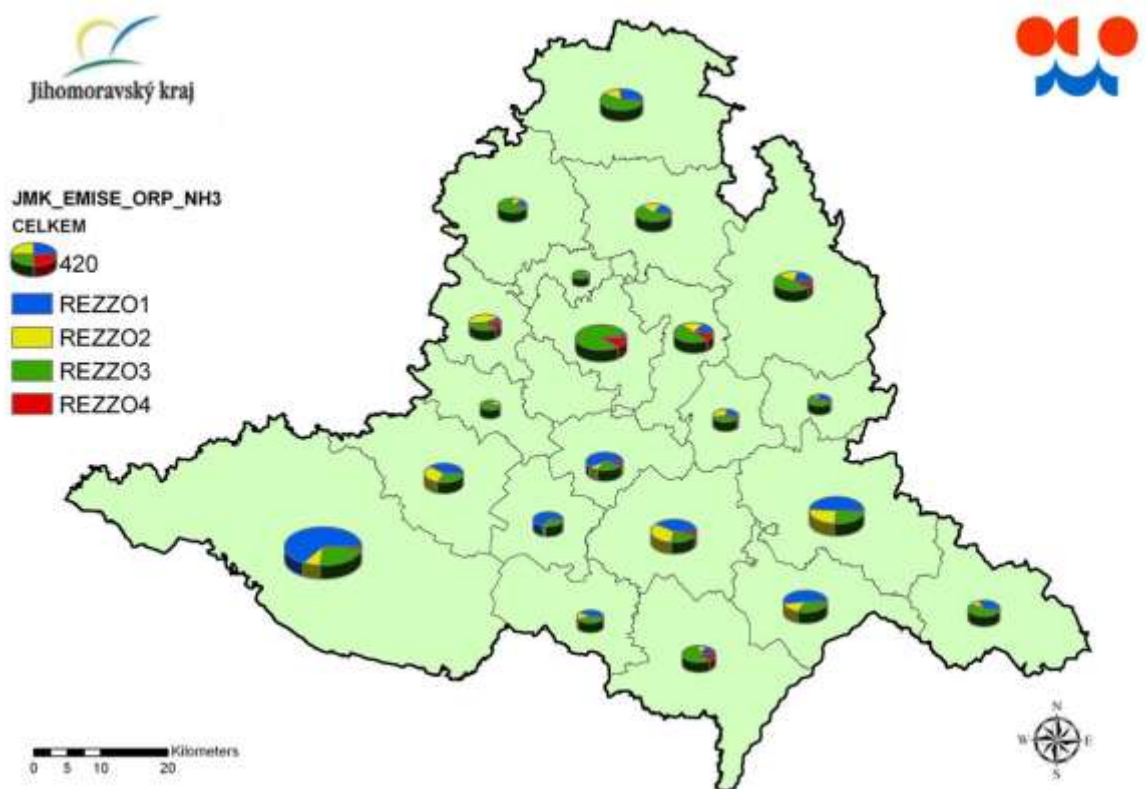 Jihomoravský kraj
JMK_EMISE_ORP_NH3
CELKEM
420
REZZO1
REZZO2
REZZO3
REZZO4
Kilometers
0 5 10 20
N
W E
S